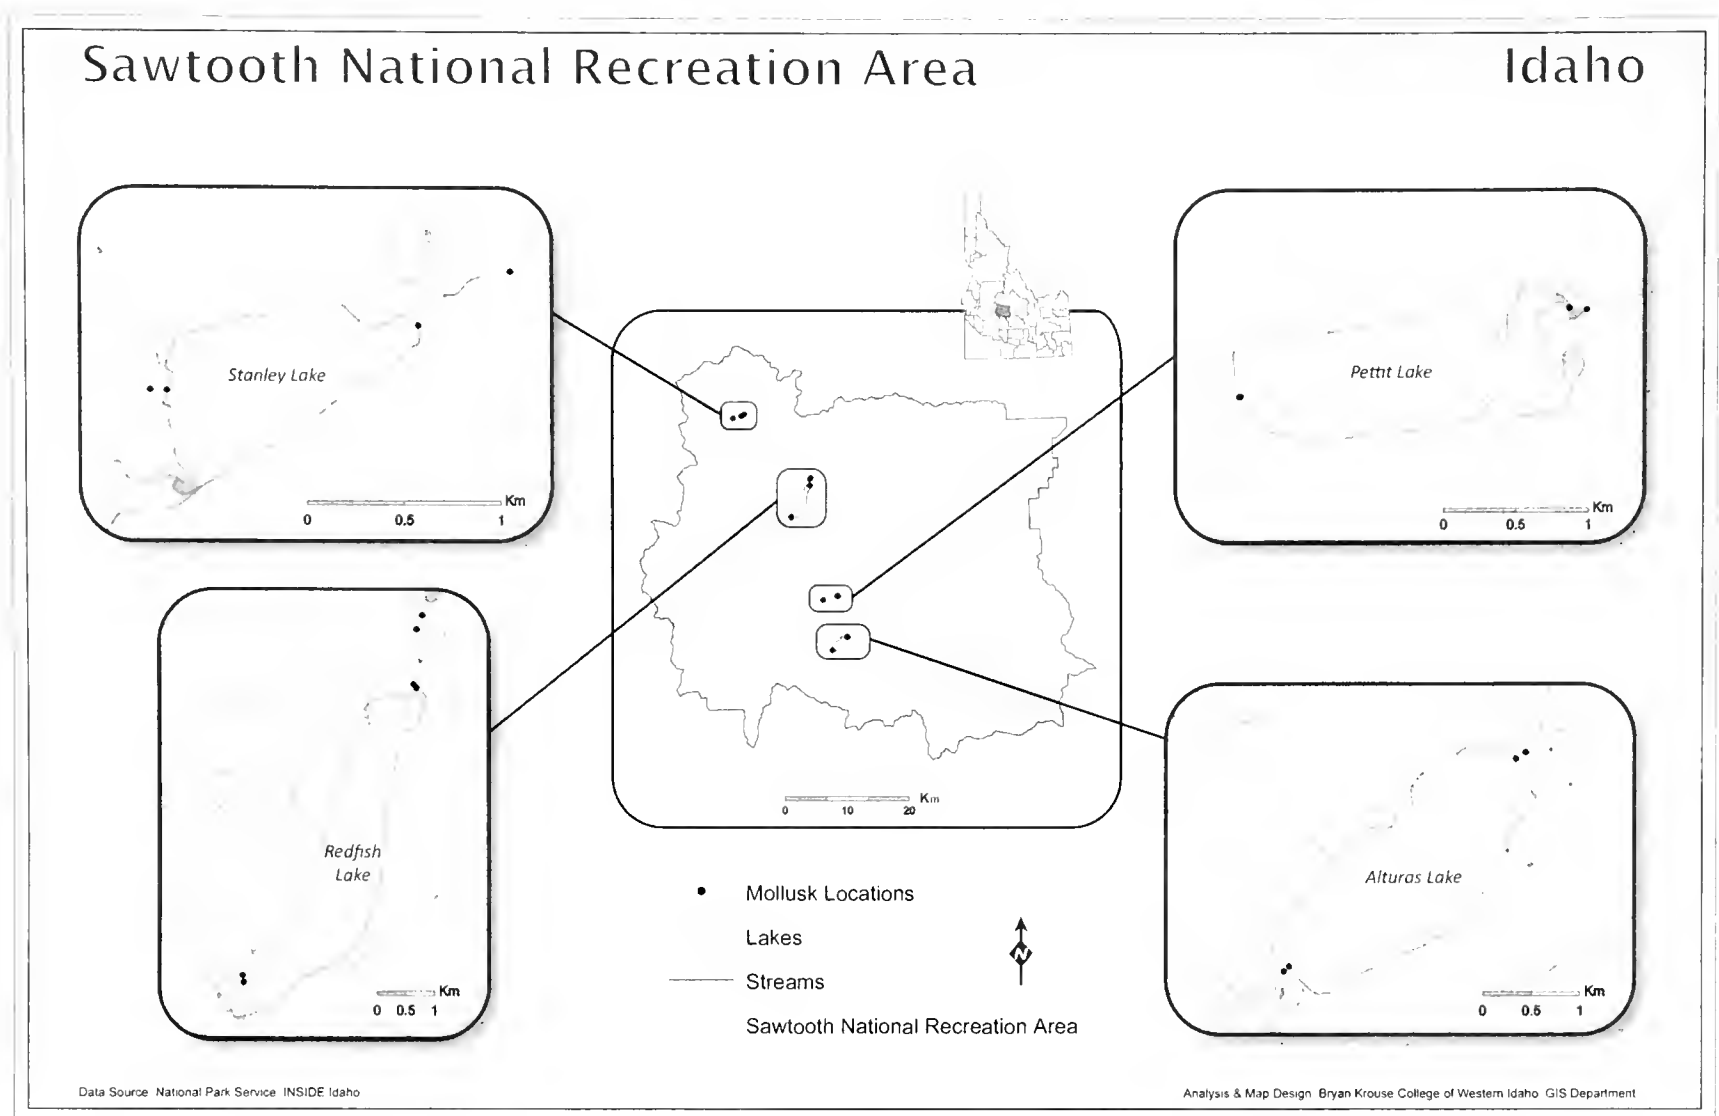 Sawtooth National Recreation Area
Idaho
Stanley Lake
Km
0 0.5 1
Pettit Lake
Km
0 0.5 1
Redfish
Lake
Km
0 0.5 1
Km
0 10 20
Alturas Lake
Km
0 0.5 1
Mollusk Locations
Lakes
N
Streams
Sawtooth National Recreation Area
Data Source National Park Service INSIDE Idaho
Analysis & Map Design Bryan Krouse College of Western Idaho GIS Department